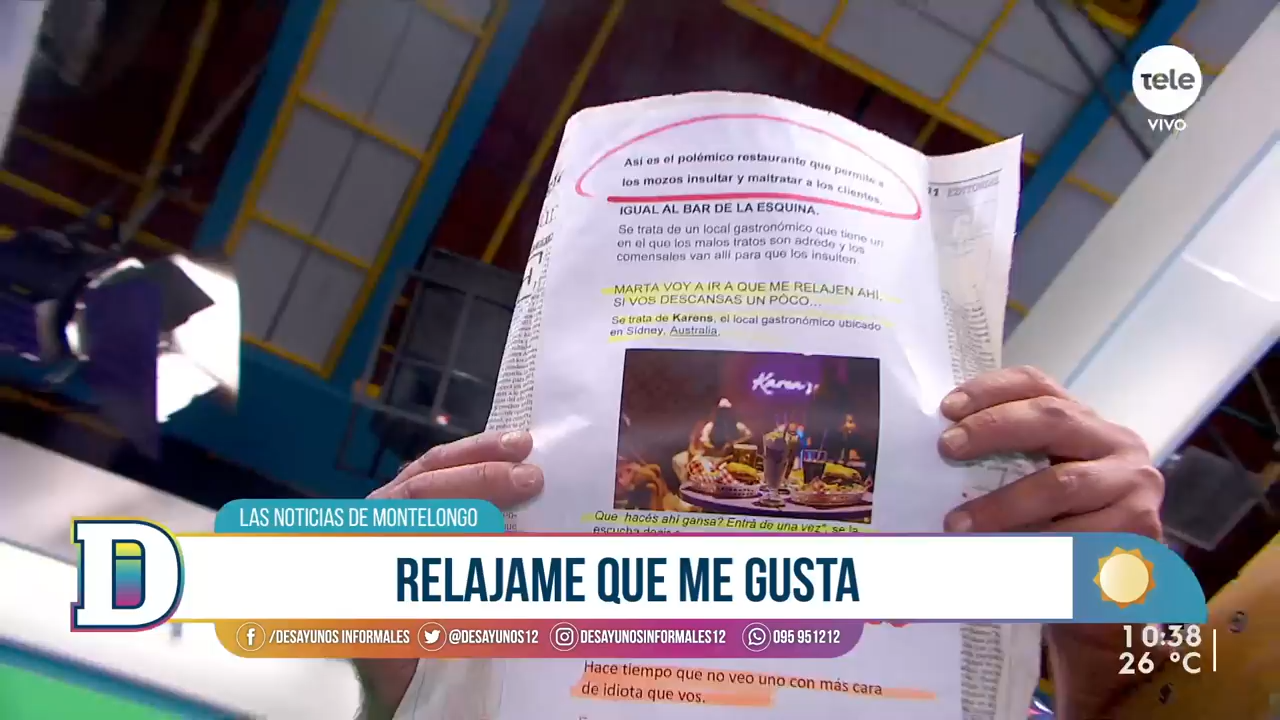 tele
VIVO
Así es el polémico restaurante que permite a
los mozos insultar y maltratar a los clientes.
IGUAL AL BAR DE LA ESQUINA.
Se trata de un local gastronómico que tiene un
en el que los malos tratos son adrede y los
comensales van allí para que los insulten.
MARTA VOY A IR A QUE ME RELAJEN AHÍ,
SI VOS DESCANSAS UN POCO...
Se trata de Karens, el local gastronómico ubicado
en Sídney, Australia.
Karen's
Que hacés ahí gansa? Entrá de una vez", se la
31 EDITORIAL
LAS NOTICIAS DE MONTELONGO
Di
RELAJAME QUE ME GUSTA
/DESAYUNOS INFORMALES @DESAYUNOS12 DESAYUNOSINFORMALES12 095 951212
10:38
26 °C
Hace tiempo que no veo uno con más cara
de idiota que vos.